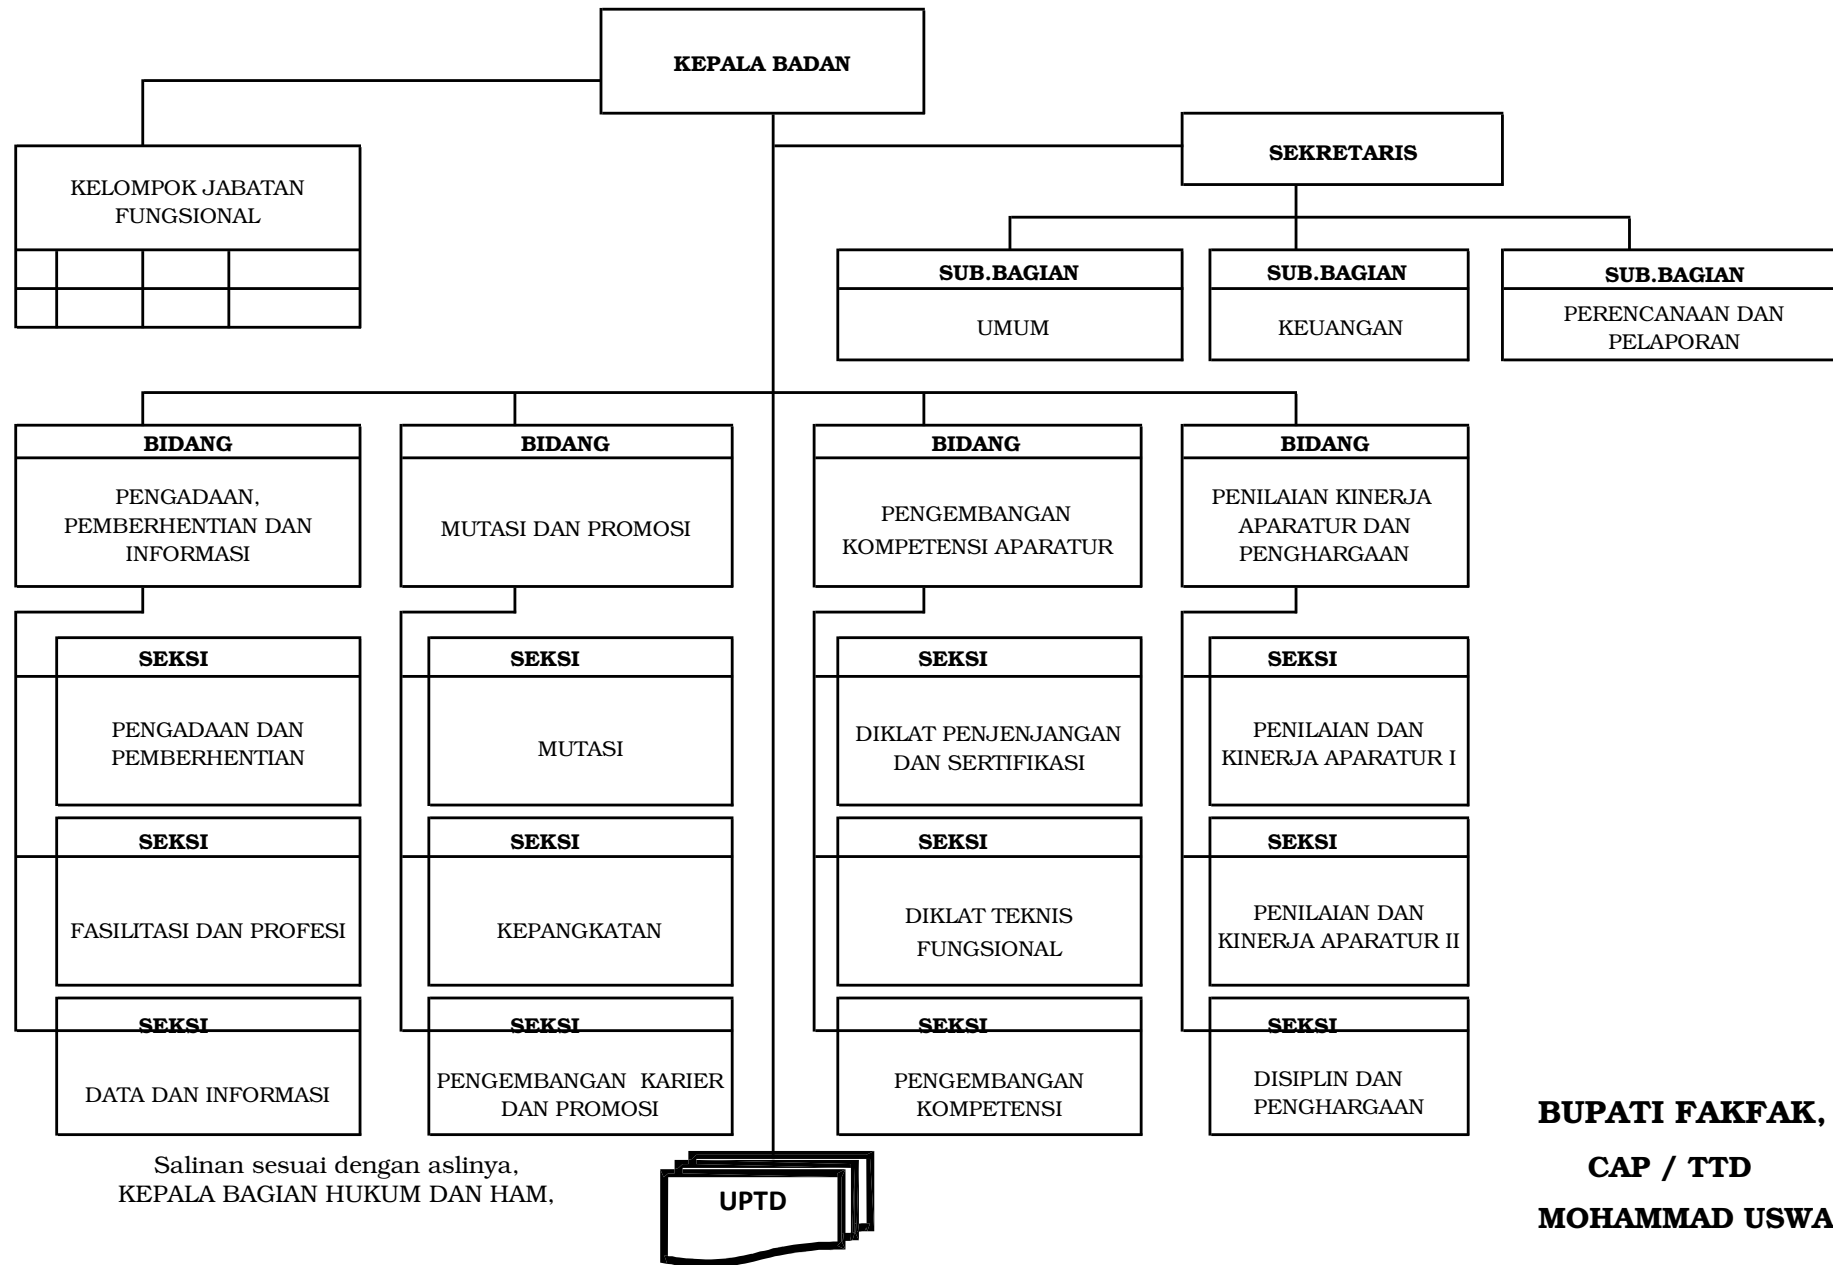 KEPALA BADAN
SEKRETARIS
KELOMPOK JABATAN
FUNGSIONAL
SUB.BAGIAN
UMUM
SUB.BAGIAN
KEUANGAN
SUB.BAGIAN
PERENCANAAN DAN
PELAPORAN
BIDANG
PENGADAAN,
PEMBERHENTIAN DAN
INFORMASI
BIDANG
MUTASI DAN PROMOSI
BIDANG
PENGEMBANGAN
KOMPETENSI APARATUR
BIDANG
PENILAIAN KINERJA
APARATUR DAN
PENGHARGAAN
SEKSI
PENGADAAN DAN
PEMBERHENTIAN
SEKSI
MUTASI
SEKSI
DIKLAT PENJENJANGAN
DAN SERTIFIKASI
SEKSI
PENILAIAN DAN
KINERJA APARATUR I
SEKSI
FASILITASI DAN PROFESI
SEKSI
KEPANGKATAN
SEKSI
DIKLAT TEKNIS
FUNGSIONAL
SEKSI
PENILAIAN DAN
KINERJA APARATUR II
SEKSI
DATA DAN INFORMASI
SEKSI
PENGEMBANGAN KARIER
DAN PROMOSI
SEKSI
PENGEMBANGAN
KOMPETENSI
SEKSI
DISIPLIN DAN
PENGHARGAAN
BUPATI FAKFAK,
CAP / TTD
MOHAMMAD USWA
Salinan sesuai dengan aslinya,
KEPALA BAGIAN HUKUM DAN HAM,
UPTD